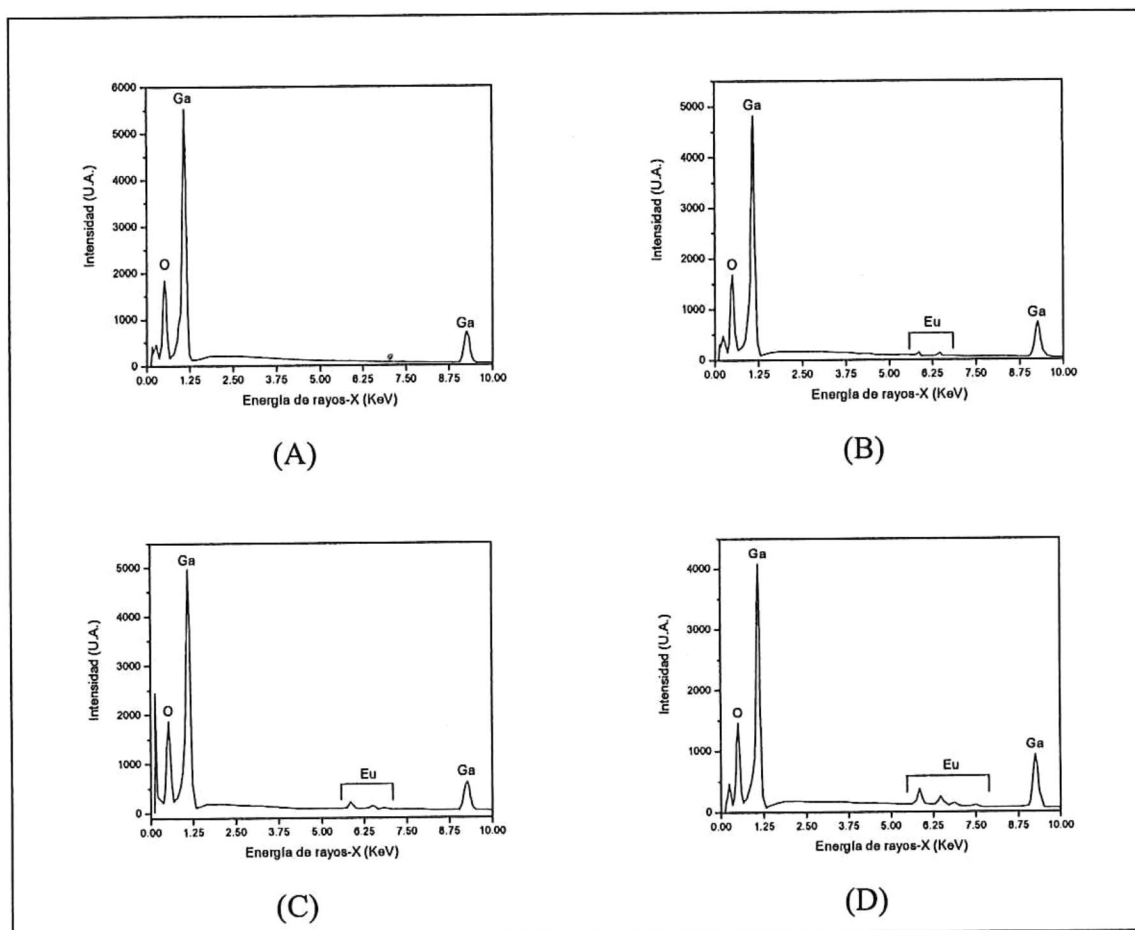 6000
5000
4000
3000
2000
1000
0
Intensidad (U.A.)
Ga
O
Ga
0.00 1.25 2.50 3.75 5.00 6.25 7.50 8.75 10.00
Energía de rayos-X (KeV)
(A)
5000
4000
3000
2000
1000
0
Intensidad (U.A.)
Ga
O
Eu
Ga
0.00 1.25 2.50 3.75 5.00 6.25 7.50 8.75 10.00
Energía de rayos-X (KeV)
(B)
5000
4000
3000
2000
1000
0
Intensidad (U.A.)
Ga
O
Eu
Ga
0.00 1.25 2.50 3.75 5.00 6.25 7.50 8.75 10.00
Energía de rayos-X (KeV)
(C)
4000
3000
2000
1000
0
Intensidad (U.A.)
Ga
O
Eu
Ga
0.00 1.25 2.50 3.75 5.00 6.25 7.50 8.75 10.00
Energía de rayos-X (KeV)
(D)